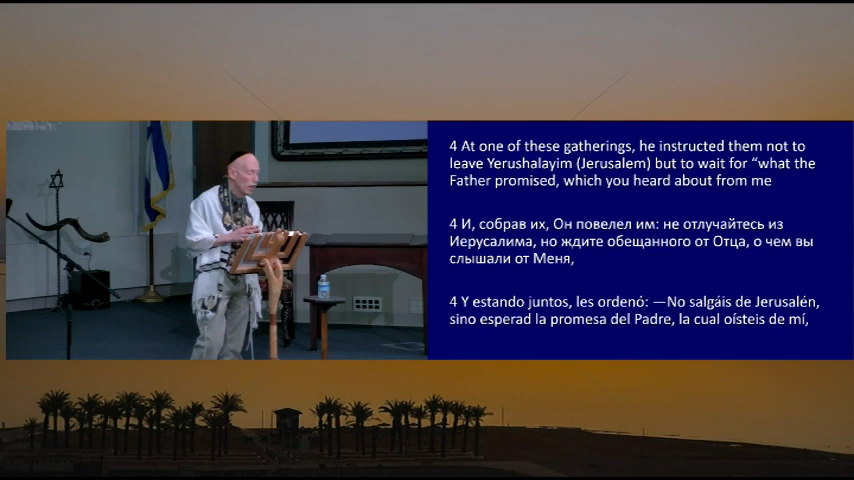 4 At one of these gatherings, he instructed them not to
leave Yerushalayim (Jerusalem) but to wait for “what the
Father promised, which you heard about from me
4 И, собрав их, Он повелел им: не отлучайтесь из
Иерусалима, но ждите обещанного от Отца, о чем вы
слышали от Меня,
4 Y estando juntos, les ordenó: —No salgáis de Jerusalén,
sino esperad la promesa del Padre, la cual oísteis de mí,